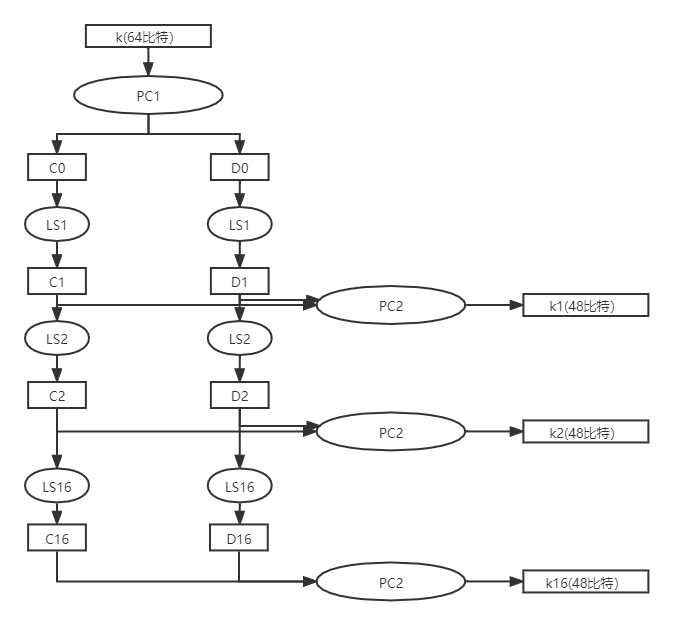 k(64比特)
PC1
C0
D0
LS1
LS1
C1
D1
PC2
k1(48比特)
LS2
LS2
C2
D2
PC2
k2(48比特)
LS16
LS16
C16
D16
PC2
k16(48比特)